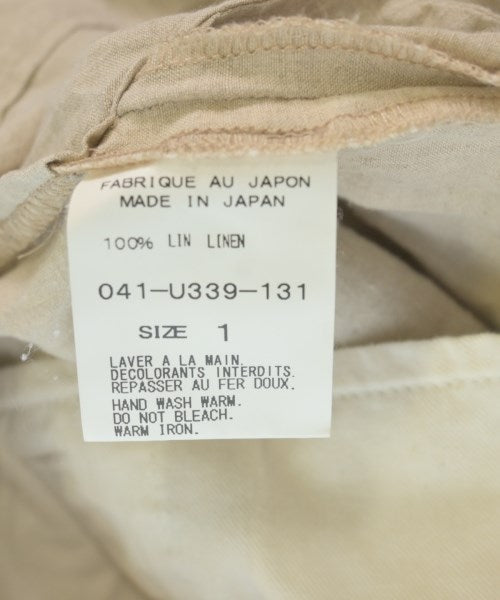 FABRIQUE AU JAPON
MADE IN JAPAN
100% LIN LINEN
041-U339-131
SIZE 1
LAVER A LA MAIN.
DECOLORANTS INTERDITS.
REPASSER AU FER DOUX.
HAND WASH WARM.
DO NOT BLEACH.
WARM IRON.